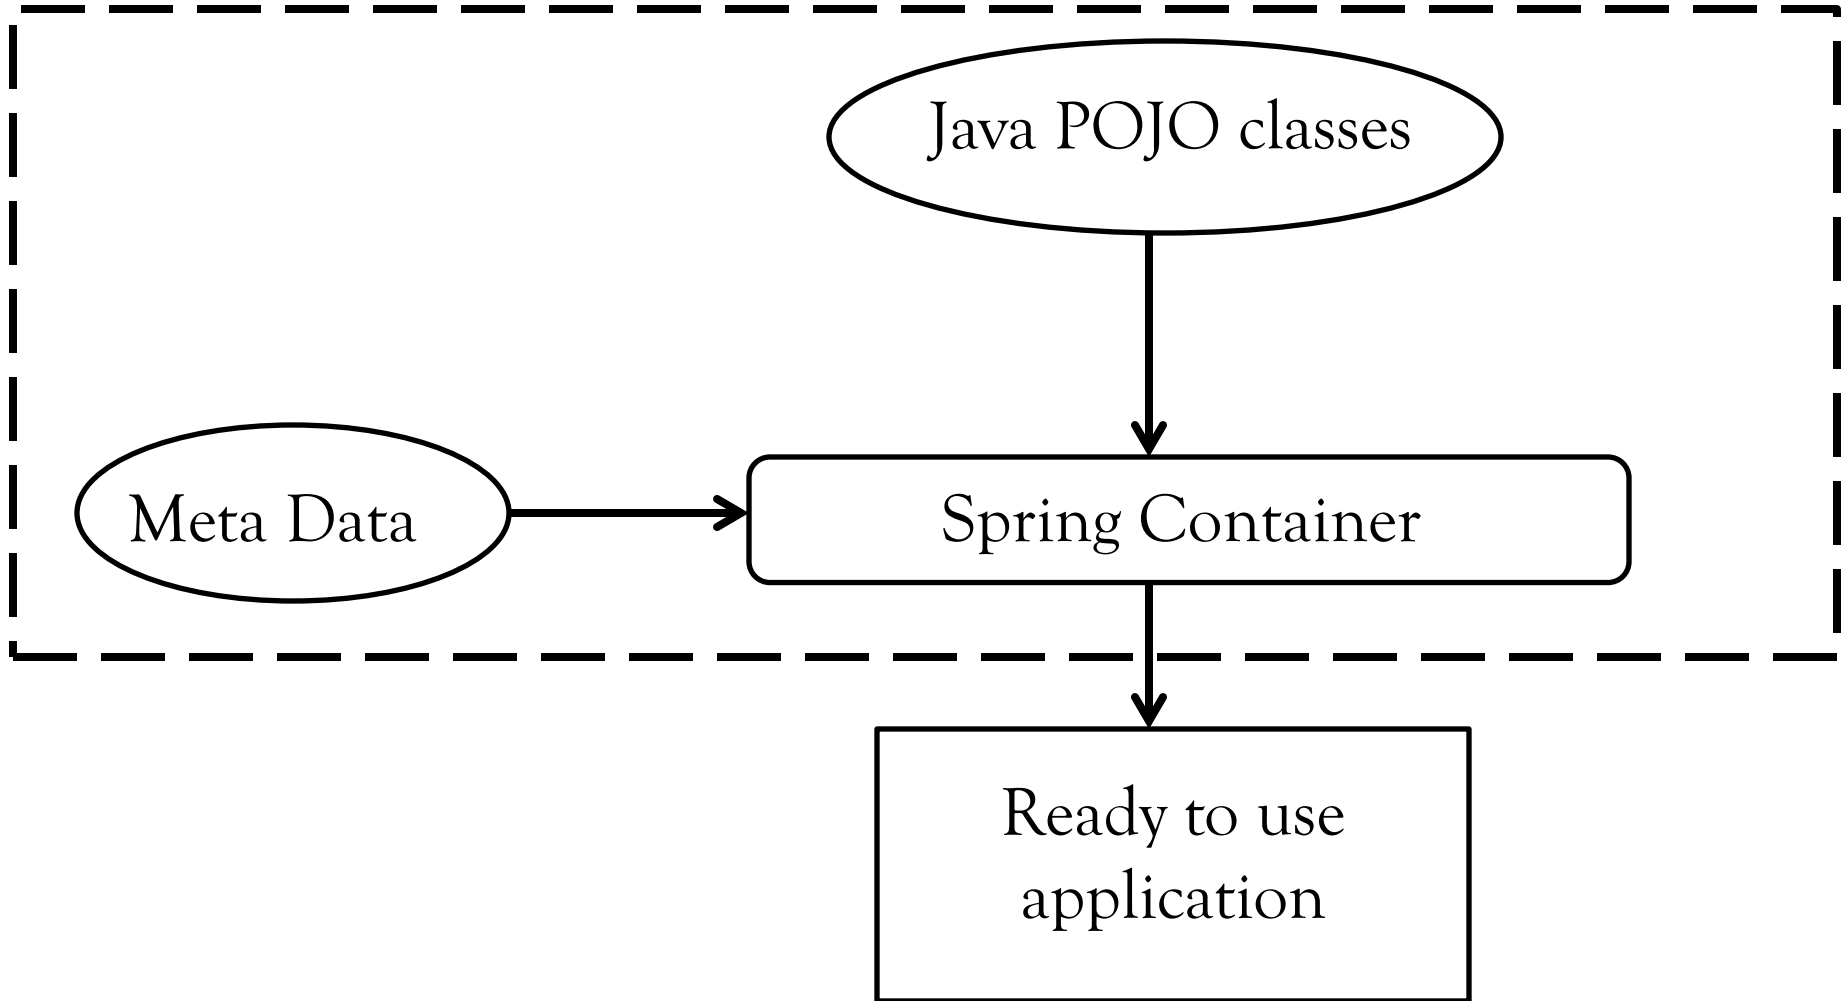 Java POJO classes
Meta Data
Spring Container
Ready to use
application